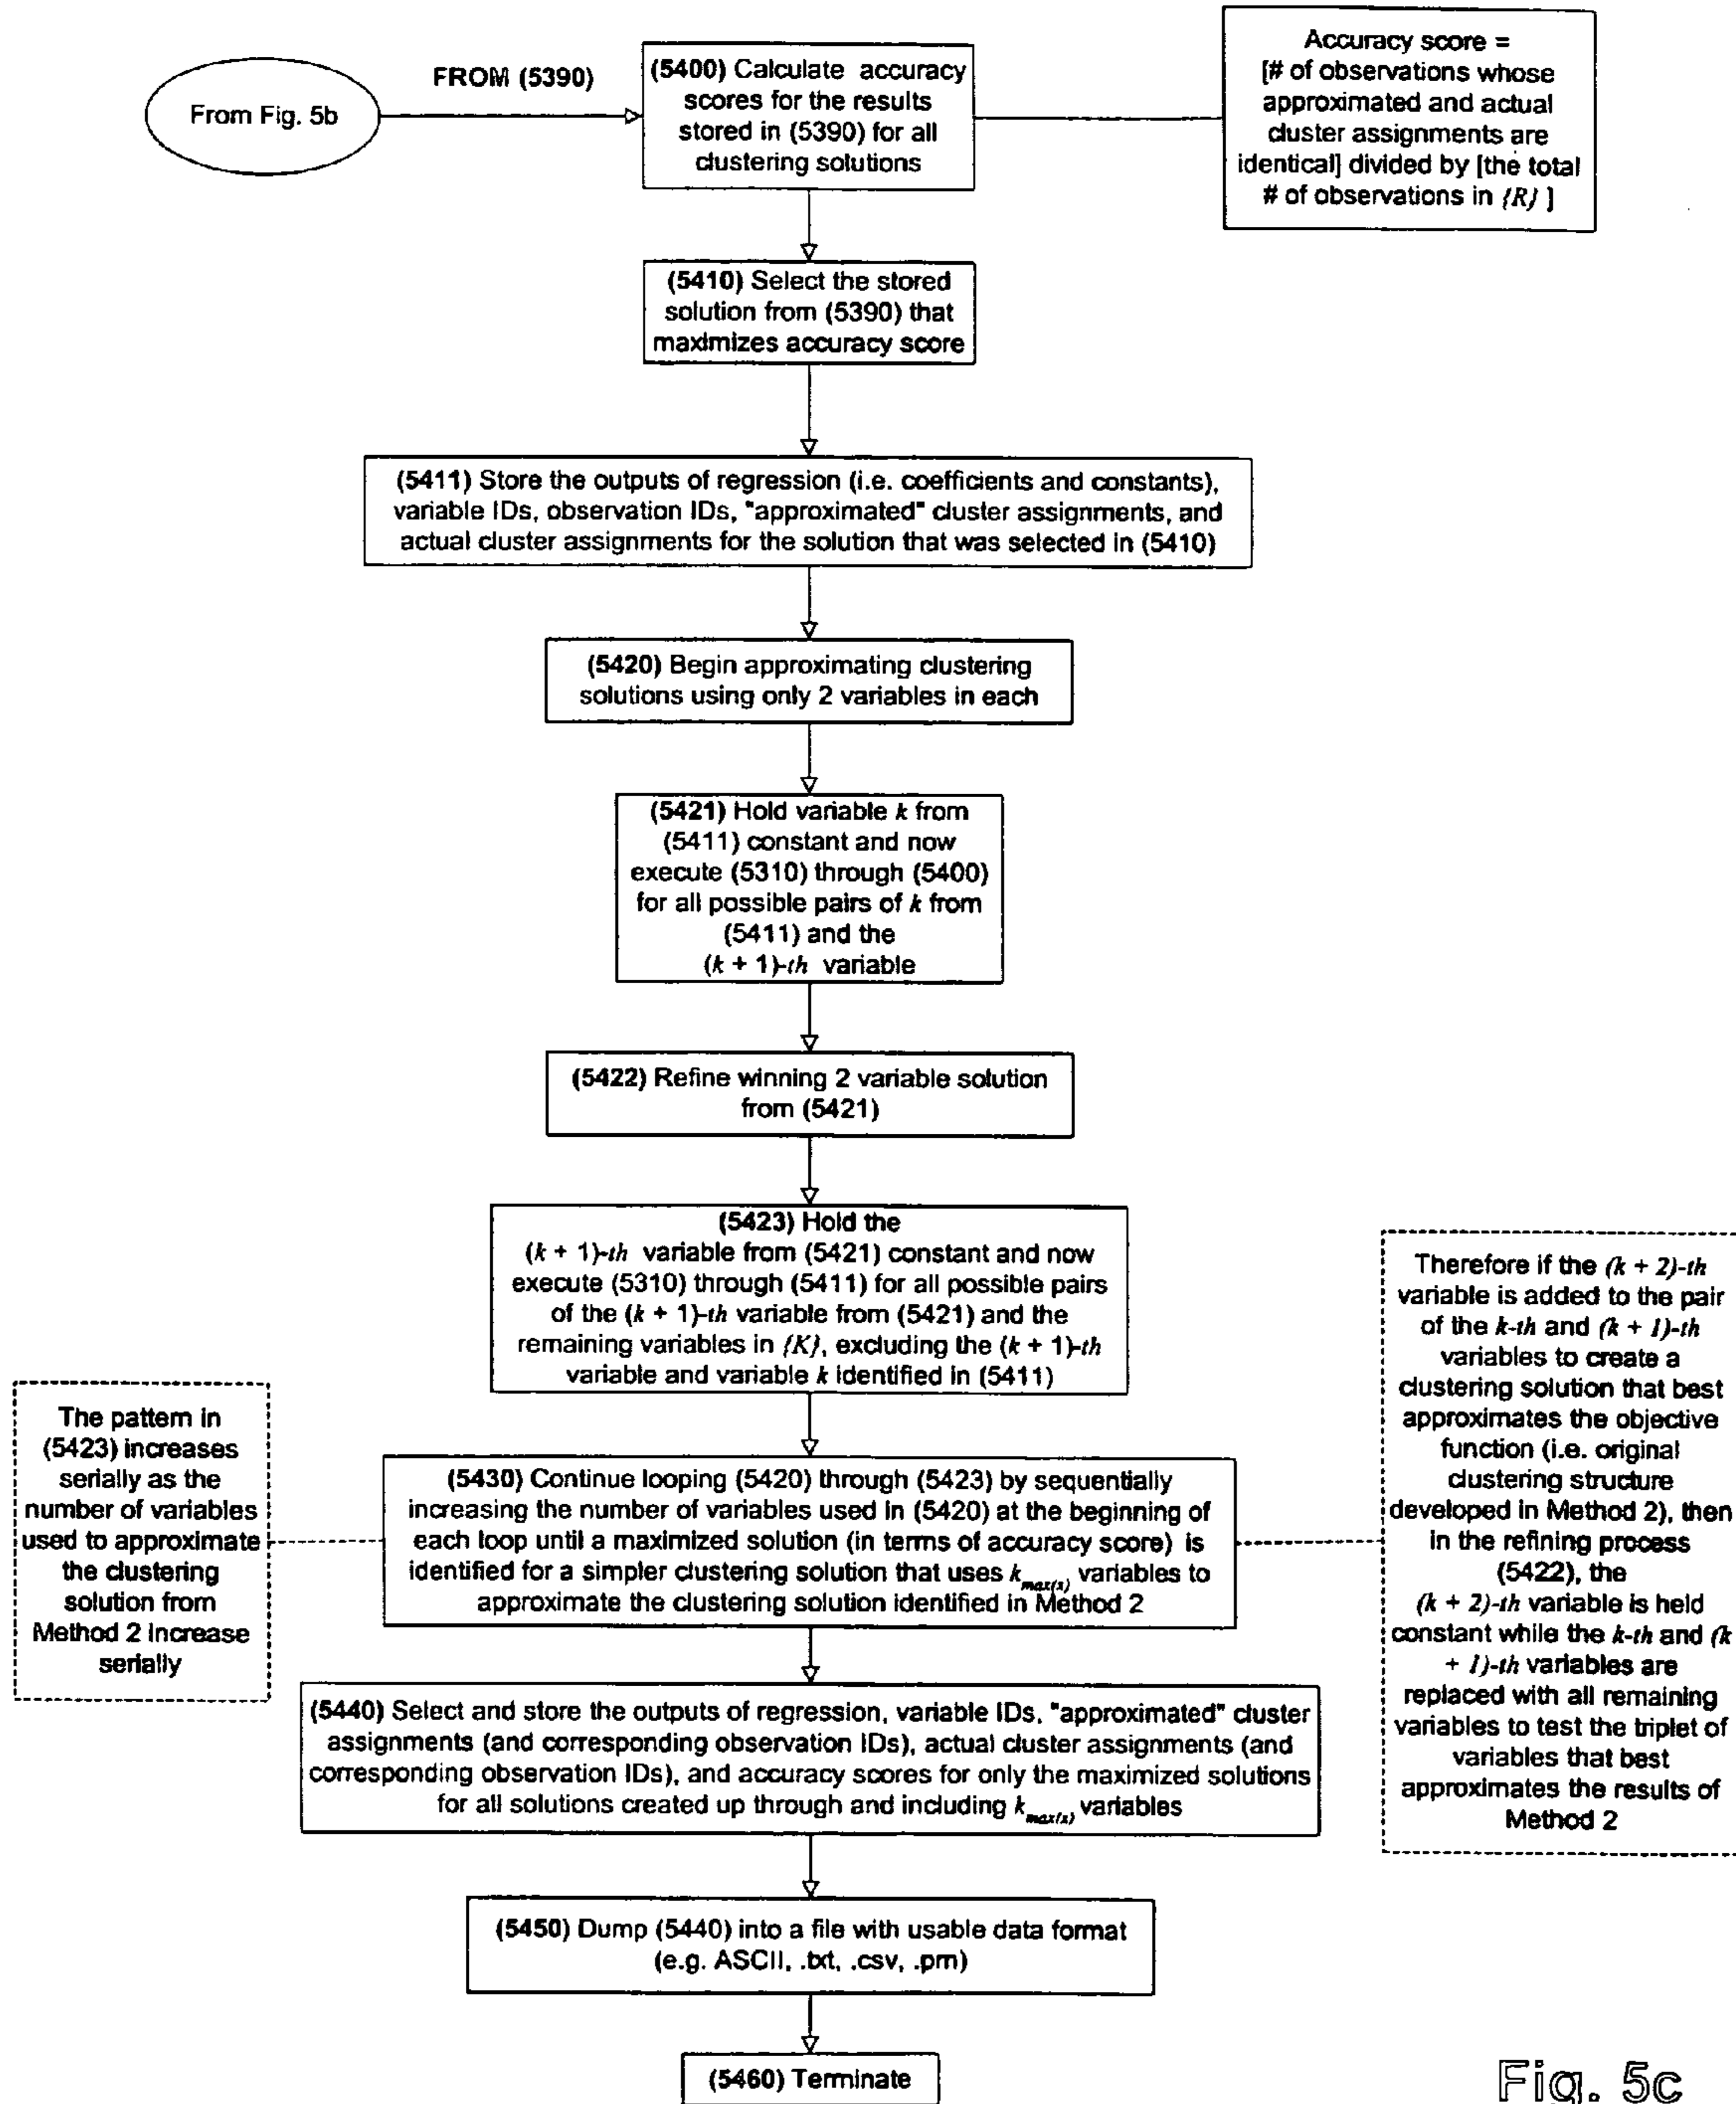 From Fig. 5b
FROM (5390)
(5400) Calculate accuracy
scores for the results
stored in (5390) for all
clustering solutions
Accuracy score =
[# of observations whose
approximated and actual
cluster assignments are
identical] divided by [the total
# of observations in {R} ]
(5410) Select the stored
solution from (5390) that
maximizes accuracy score
(5411) Store the outputs of regression (i.e. coefficients and constants),
variable IDs, observation IDs, "approximated" cluster assignments, and
actual cluster assignments for the solution that was selected in (5410)
(5420) Begin approximating clustering
solutions using only 2 variables in each
(5421) Hold variable k from
(5411) constant and now
execute (5310) through (5400)
for all possible pairs of k from
(5411) and the
(k + 1)-th variable
(5422) Refine winning 2 variable solution
from (5421)
(5423) Hold the
(k + 1)-th variable from (5421) constant and now
execute (5310) through (5411) for all possible pairs
of the (k + 1)-th variable from (5421) and the
remaining variables in {K}, excluding the (k + 1)-th
variable and variable k identified in (5411)
The pattern in
(5423) increases
serially as the
number of variables
used to approximate
the clustering
solution from
Method 2 increase
serially
(5430) Continue looping (5420) through (5423) by sequentially
increasing the number of variables used in (5420) at the beginning of
each loop until a maximized solution (in terms of accuracy score) is
identified for a simpler clustering solution that uses k max(x) variables to
approximate the clustering solution identified in Method 2
Therefore if the (k + 2)-th
variable is added to the pair
of the k-th and (k + 1)-th
variables to create a
clustering solution that best
approximates the objective
function (i.e. original
clustering structure
developed in Method 2), then
in the refining process
(5422), the
(k + 2)-th variable is held
constant while the k-th and (k
+ 1)-th variables are
replaced with all remaining
variables to test the triplet of
variables that best
approximates the results of
Method 2
(5440) Select and store the outputs of regression, variable IDs, "approximated" cluster
assignments (and corresponding observation IDs), actual cluster assignments (and
corresponding observation IDs), and accuracy scores for only the maximized solutions
for all solutions created up through and including k max(x) variables
(5450) Dump (5440) into a file with usable data format
(e.g. ASCII, .txt, .csv, .prn)
(5460) Terminate
Fig. 5c